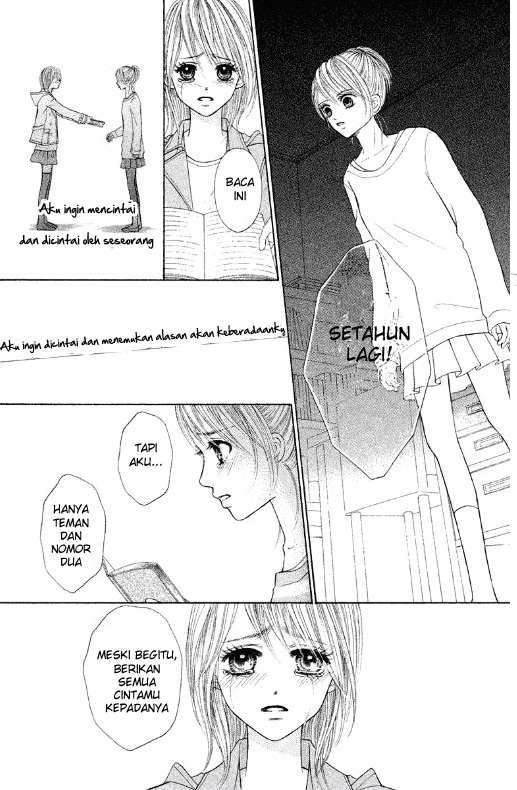 SETAHUN
LAGI!
BACA
INI
Aku ingin mencintai
dan dicintai oleh seseorang
Aku ingin dicintai dan menemukan alasan akan keberadaanky
TAPI
AKU...
HANYA
TEMAN
DAN
NOMOR
DUA
MESKI BEGITU,
BERIKAN
SEMUA
CINTAMU
KEPADANYA